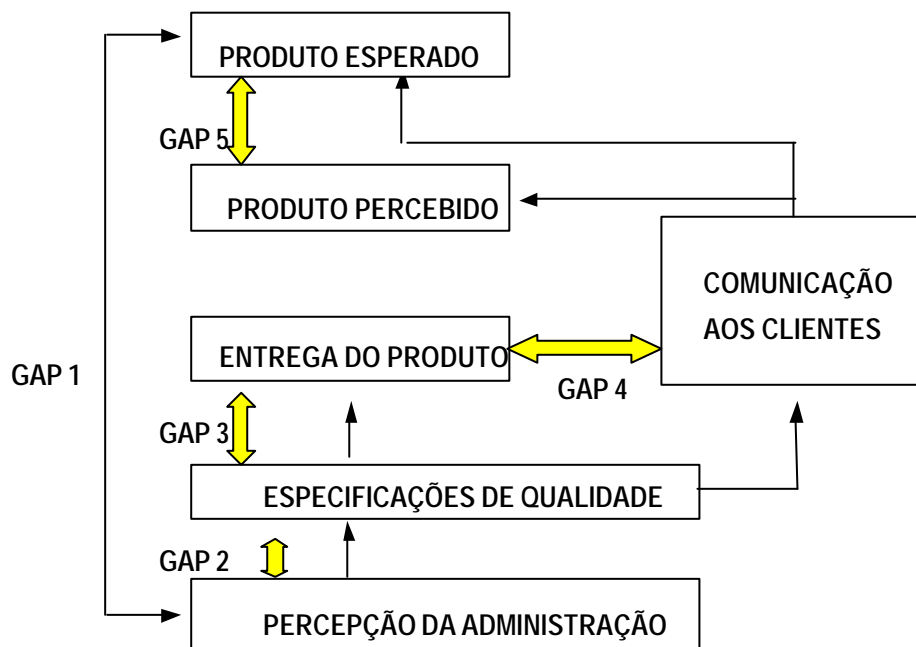 PRODUTO ESPERADO
GAP 5
PRODUTO PERCEBIDO
COMUNICAÇÃO
AOS CLIENTES
ENTREGA DO PRODUTO
GAP 1
GAP 4
GAP 3
ESPECIFICAÇÕES DE QUALIDADE
GAP 2
PERCEPÇÃO DA ADMINISTRAÇÃO